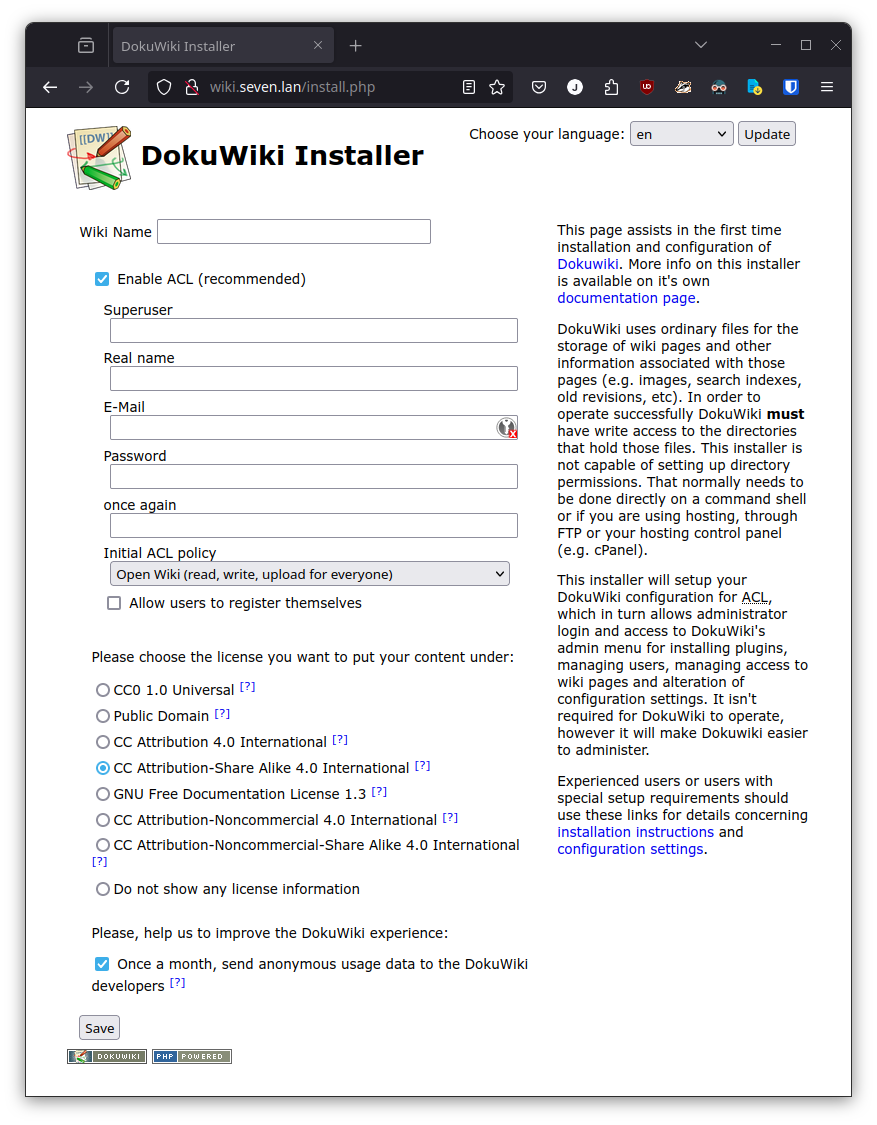 DokuWiki Installer
wiki.seven.lan/install.php
[[DW]]
DokuWiki Installer
Choose your language: en Update
Wiki Name
Enable ACL (recommended)
Superuser
Real name
E-Mail
Password
once again
Initial ACL policy
Open Wiki (read, write, upload for everyone)
Allow users to register themselves
Please choose the license you want to put your content under:
CC0 1.0 Universal [?]
Public Domain [?]
CC Attribution 4.0 International [?]
CC Attribution-Share Alike 4.0 International [?]
GNU Free Documentation License 1.3 [?]
CC Attribution-Noncommercial 4.0 International [?]
CC Attribution-Noncommercial-Share Alike 4.0 International
[?]
Do not show any license information
Please, help us to improve the DokuWiki experience:
Once a month, send anonymous usage data to the DokuWiki
developers [?]
Save
DOKUWIKI
PHP POWERED
This page assists in the first time
installation and configuration of
Dokuwiki. More info on this installer
is available on it's own
documentation page.
DokuWiki uses ordinary files for the
storage of wiki pages and other
information associated with those
pages (e.g. images, search indexes,
old revisions, etc). In order to
operate successfully DokuWiki must
have write access to the directories
that hold those files. This installer is
not capable of setting up directory
permissions. That normally needs to
be done directly on a command shell
or if you are using hosting, through
FTP or your hosting control panel
(e.g. cPanel).
This installer will setup your
DokuWiki configuration for ACL,
which in turn allows administrator
login and access to DokuWiki's
admin menu for installing plugins,
managing users, managing access to
wiki pages and alteration of
configuration settings. It isn't
required for DokuWiki to operate,
however it will make Dokuwiki easier
to administer.
Experienced users or users with
special setup requirements should
use these links for details concerning
installation instructions and
configuration settings.